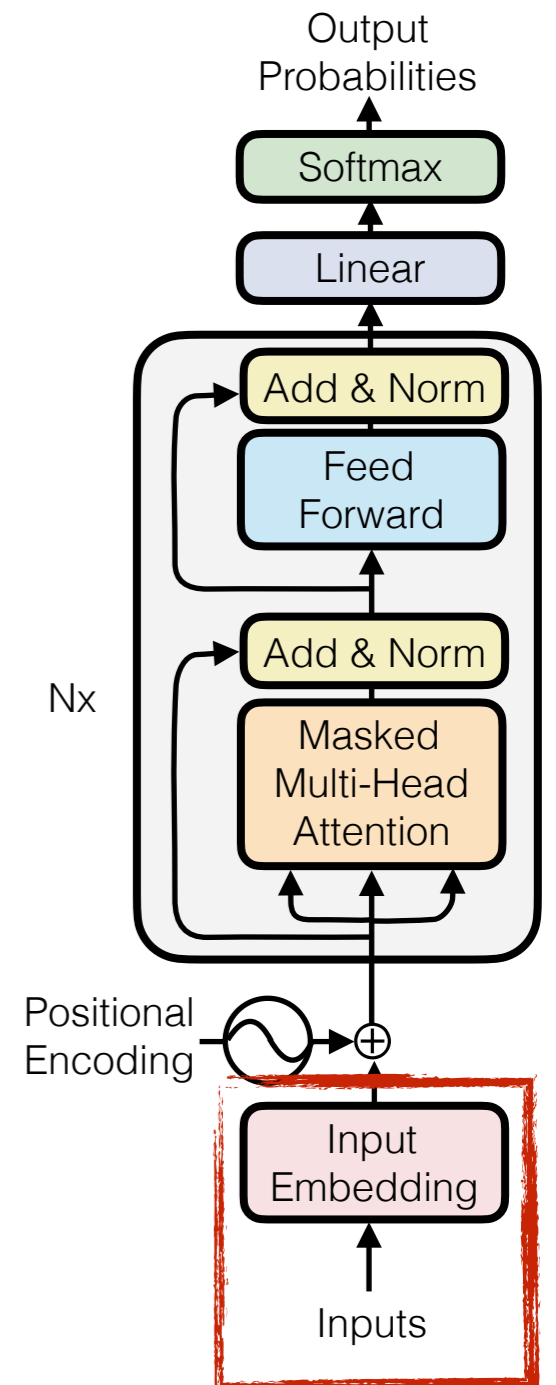 Output
Probabilities
Softmax
Linear
Add & Norm
Feed
Forward
Add & Norm
Nx
Masked
Multi-Head
Attention
Positional
Encoding
Input
Embedding
Inputs